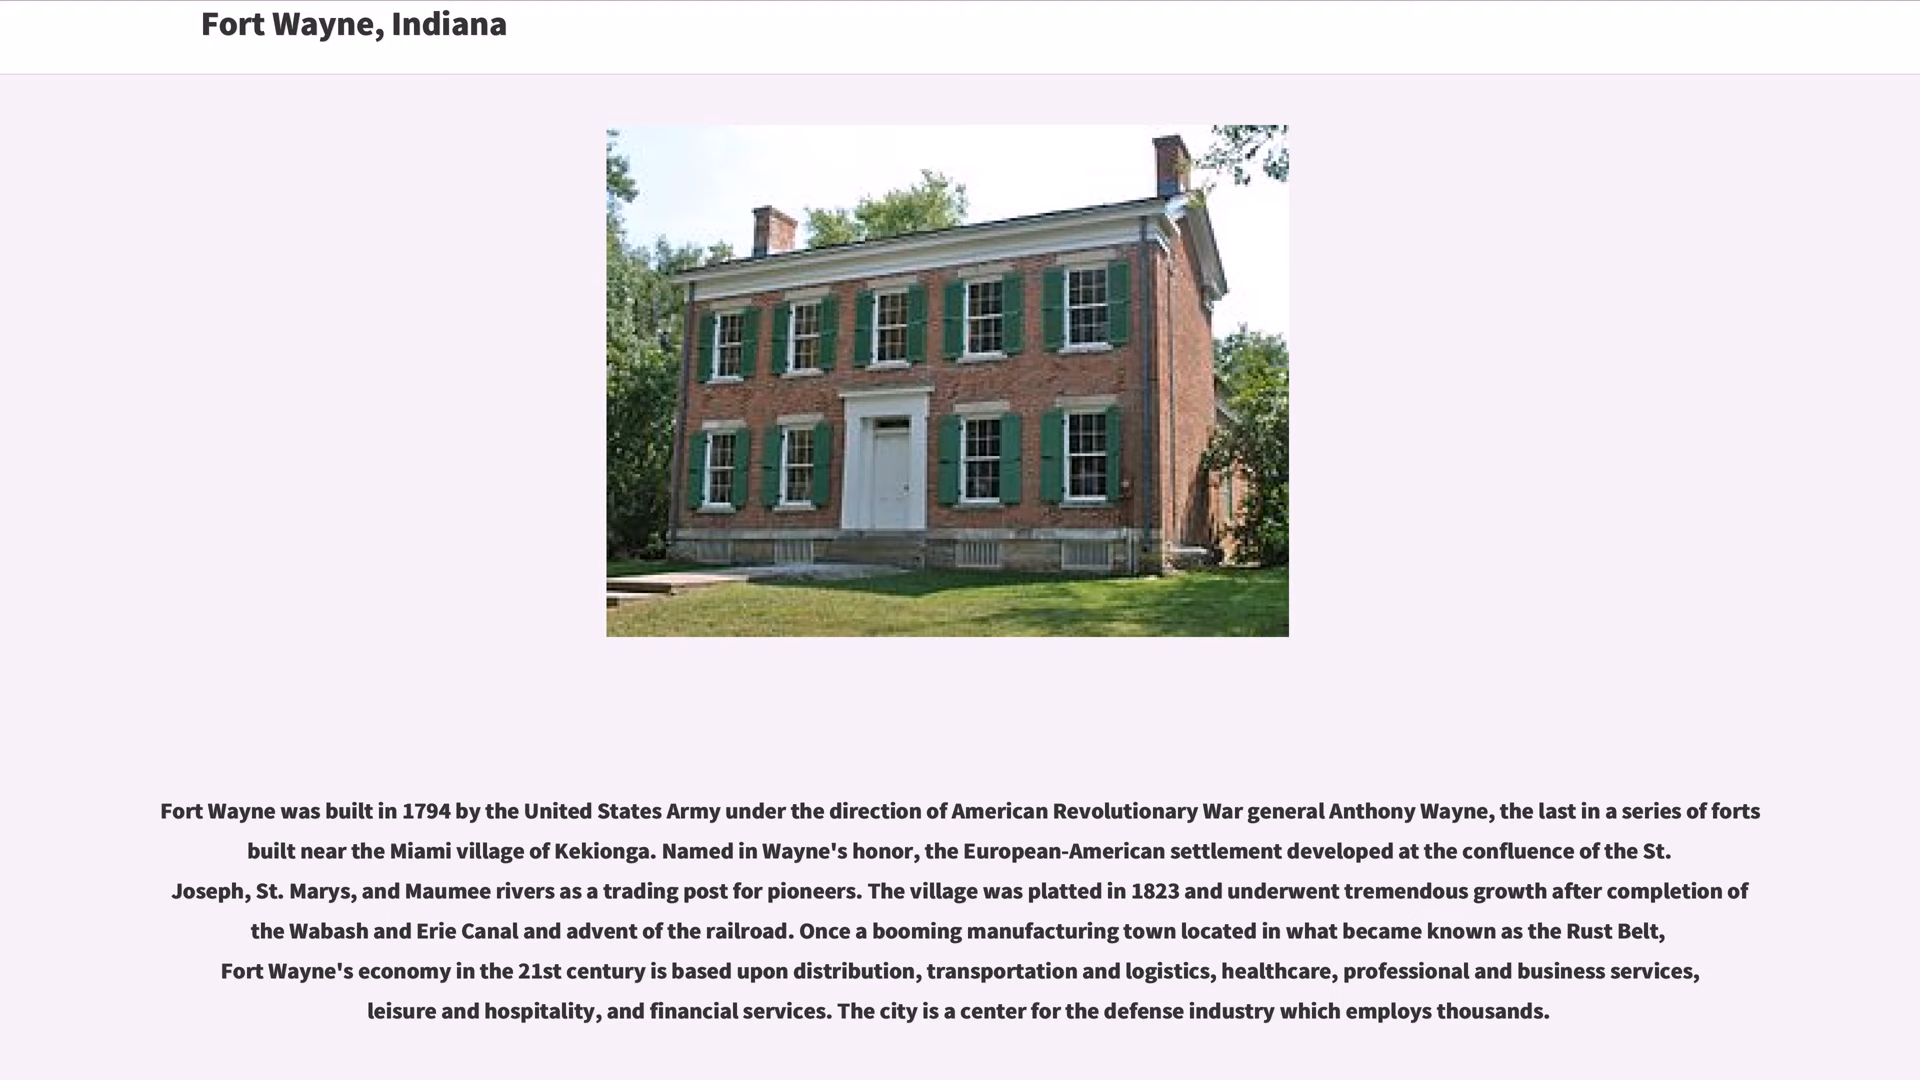 Fort Wayne, Indiana
Fort Wayne was built in 1794 by the United States Army under the direction of American Revolutionary War general Anthony Wayne, the last in a series of forts
built near the Miami village of Kekionga. Named in Wayne's honor, the European-American settlement developed at the confluence of the St.
Joseph, St. Marys, and Maumee rivers as a trading post for pioneers. The village was platted in 1823 and underwent tremendous growth after completion of
the Wabash and Erie Canal and advent of the railroad. Once a booming manufacturing town located in what became known as the Rust Belt,
Fort Wayne's economy in the 21st century is based upon distribution, transportation and logistics, healthcare, professional and business services,
leisure and hospitality, and financial services. The city is a center for the defense industry which employs thousands.